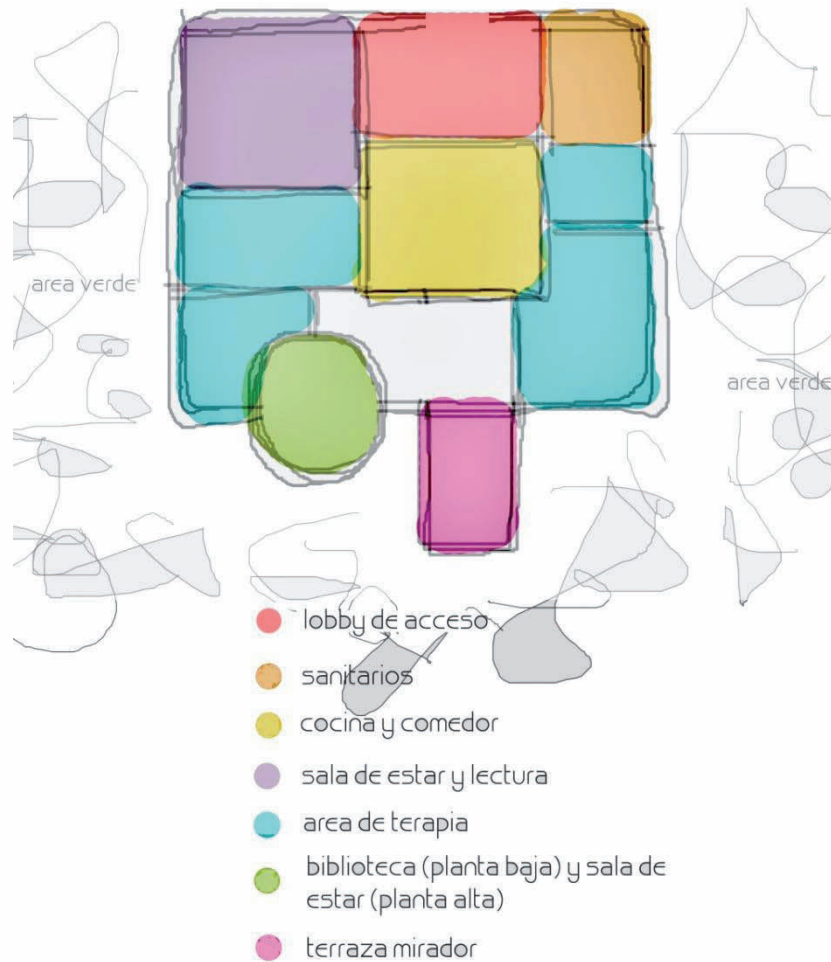 area verde
area verde
lobby de acceso
sanitarios
cocina y comedor
sala de estar y lectura
area de terapia
biblioteca (planta baja) y sala de
estar (planta alta)
terraza mirador